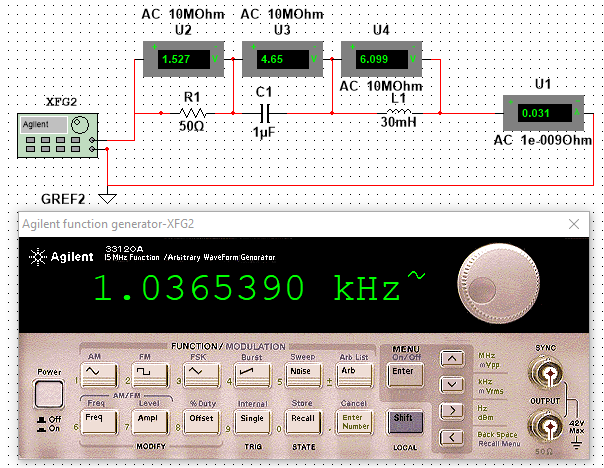 AC 10MOhm AC 10MOhm
U2 U3 U4
1.527 V 4.65 V 6.099 V
AC 10MOhm
XFG2 R1 C1 L1 U1
Agilent 50Ω 1µF 30mH 0.031
AC 1e-009Ohm
GREF2
Agilent function generator-XFG2
Agilent 33120A
15 MHz Function / Arbitrary WaveForm Generator
1.0365390 kHz~
FUNCTION/MODULATION MENU SYNC
AM FM FSK Burst Sweep Arb List On/Off MHz
mVpp
Power 1 2 3 4 5 Noise ± Arb Enter kHz
mVrms
AM/FM OUTPUT
Freq Level %Duty Internal Store Cancel Hz
dBm
Off
On
6 Freq 7 Ampl 8 Offset 9 Single 0 Recall . Enter Number Shift Back Space
Recall Menu
42V
Max
MODIFY TRIG STATE LOCAL 50Ω